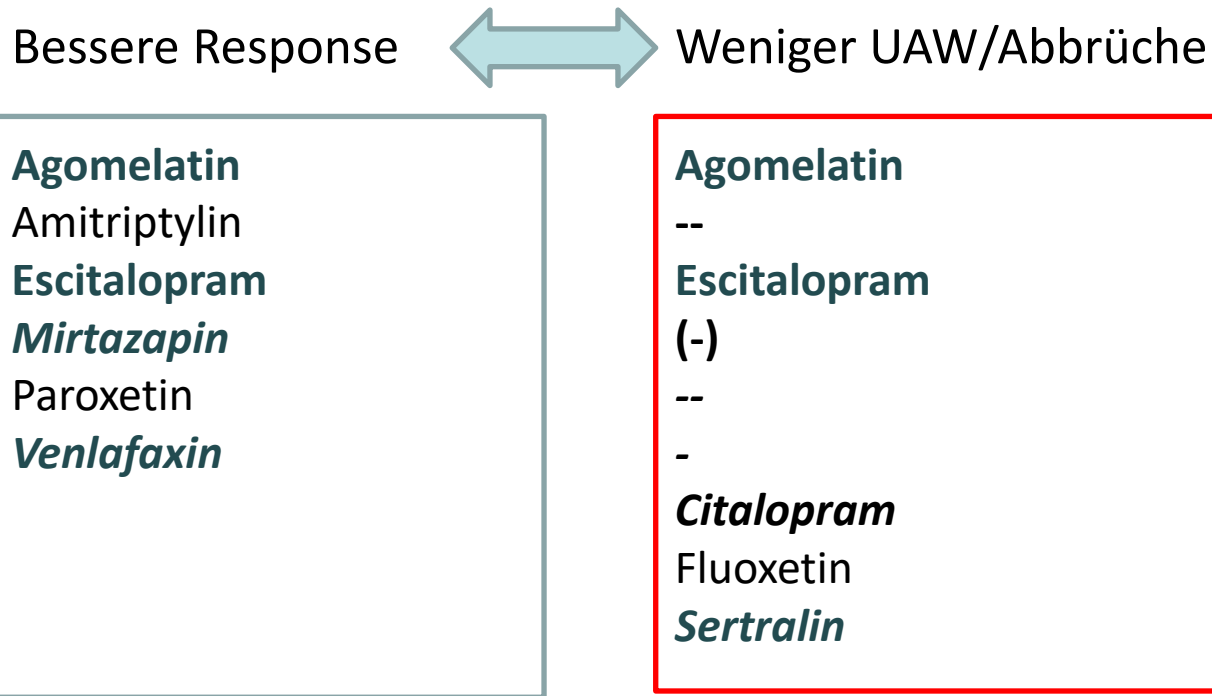 Bessere Response
Weniger UAW/Abbrüche
Agomelatin
Amitriptylin
Escitalopram
Mirtazapin
Paroxetin
Venlafaxin
Agomelatin
--
Escitalopram
(-)
--
-
Citalopram
Fluoxetin
Sertralin